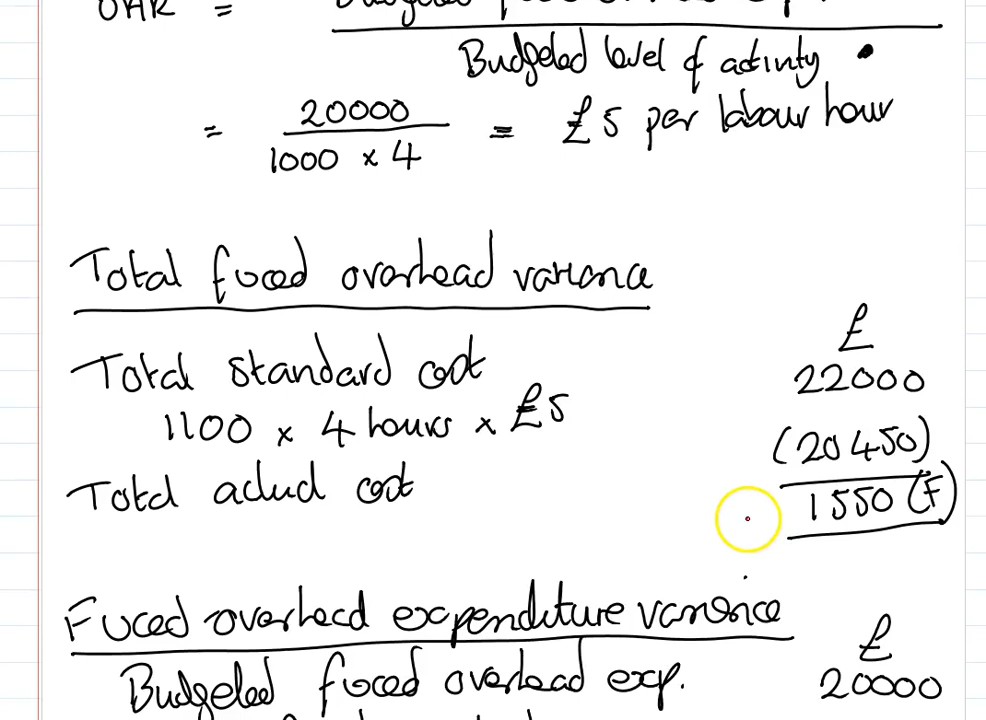 OAR =
Budgeted level of activity
= 20000 / 1000 x 4 = £5 per labour hour
Total fixed overhead variance
£
Total standard cost 22000
1100 x 4 hours x £5
(20450)
Total actual cost
1550 (F)
Fixed overhead expenditure variance
£
Budgeted fixed overhead exp. 20000